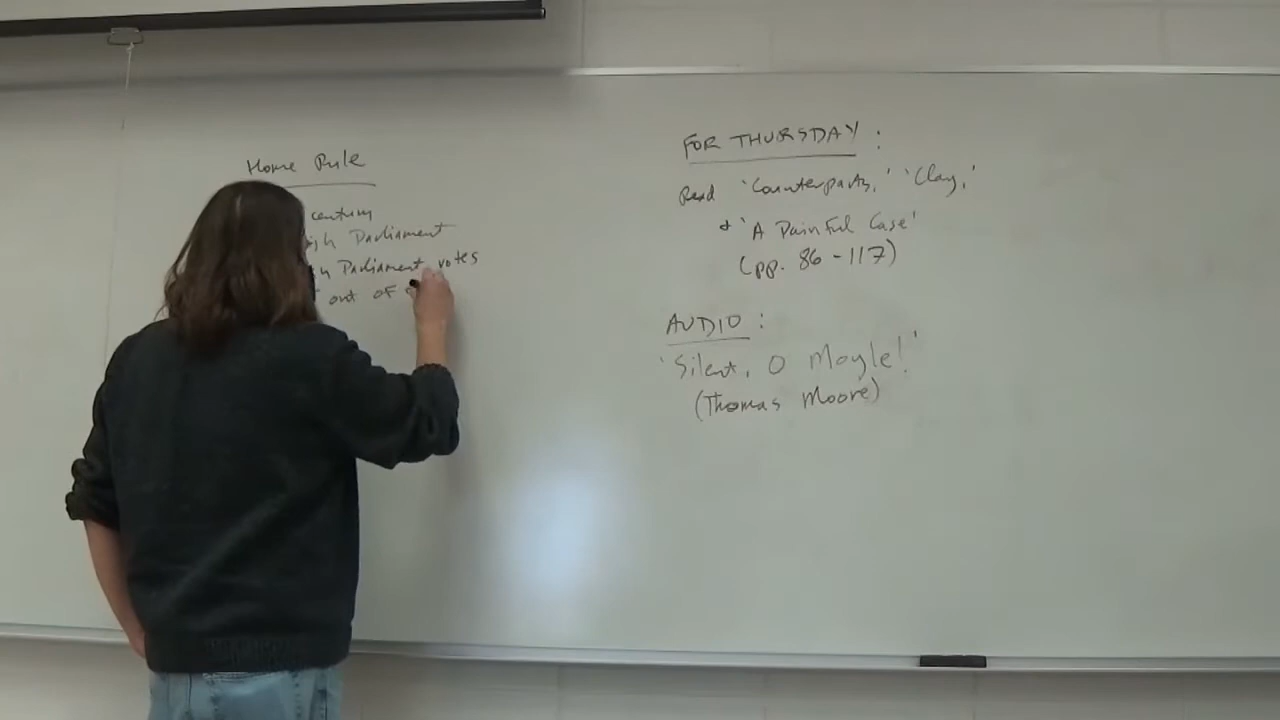 Home Rule
century
Parliament
Parliament votes
out of
FOR THURSDAY:
Read 'Counterparts,' 'Clay,'
+ 'A Painful Case'
(pp. 86-117)
AUDIO:
'Silent, O Moyle!'
(Thomas Moore)